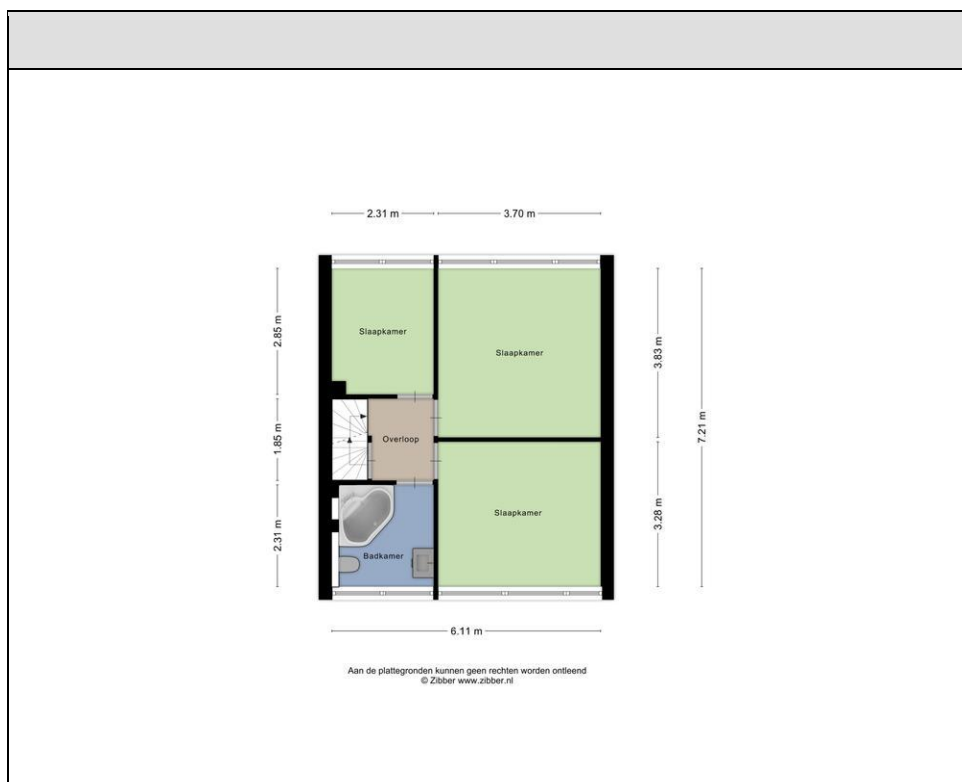 2.31 m 3.70 m
Slaapkamer
2.85 m
Slaapkamer
3.83 m
7.21 m
1.85 m
Overloop
Slaapkamer
3.28 m
2.31 m
Badkamer
6.11 m
Aan de plattegronden kunnen geen rechten worden ontleend
© Zibber www.zibber.nl